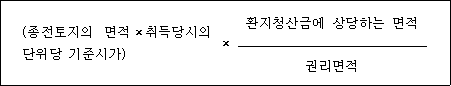 (종전토지의 면적 × 취득당시의
단위당 기준시가)
×
환지청산금에 상당하는 면적
권리면적